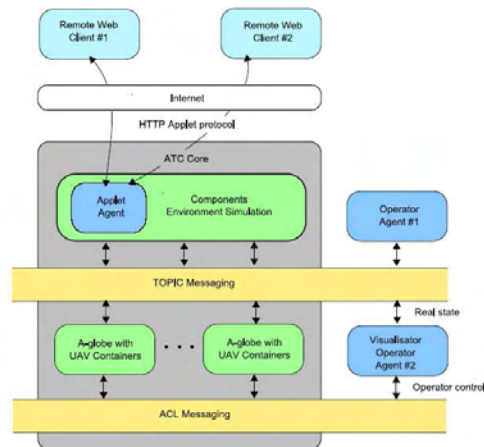 Remote Web
Client #1
Remote Web
Client #2
Internet
HTTP Applet protocol
ATC Core
Applet
Agent
Components
Environment Simulation
Operator
Agent #1
TOPIC Messaging
Real state
A-globe with
UAV Containers
. . .
A-globe with
UAV Containers
Visualisator
Operator
Agent #2
Operator control
ACL Messaging